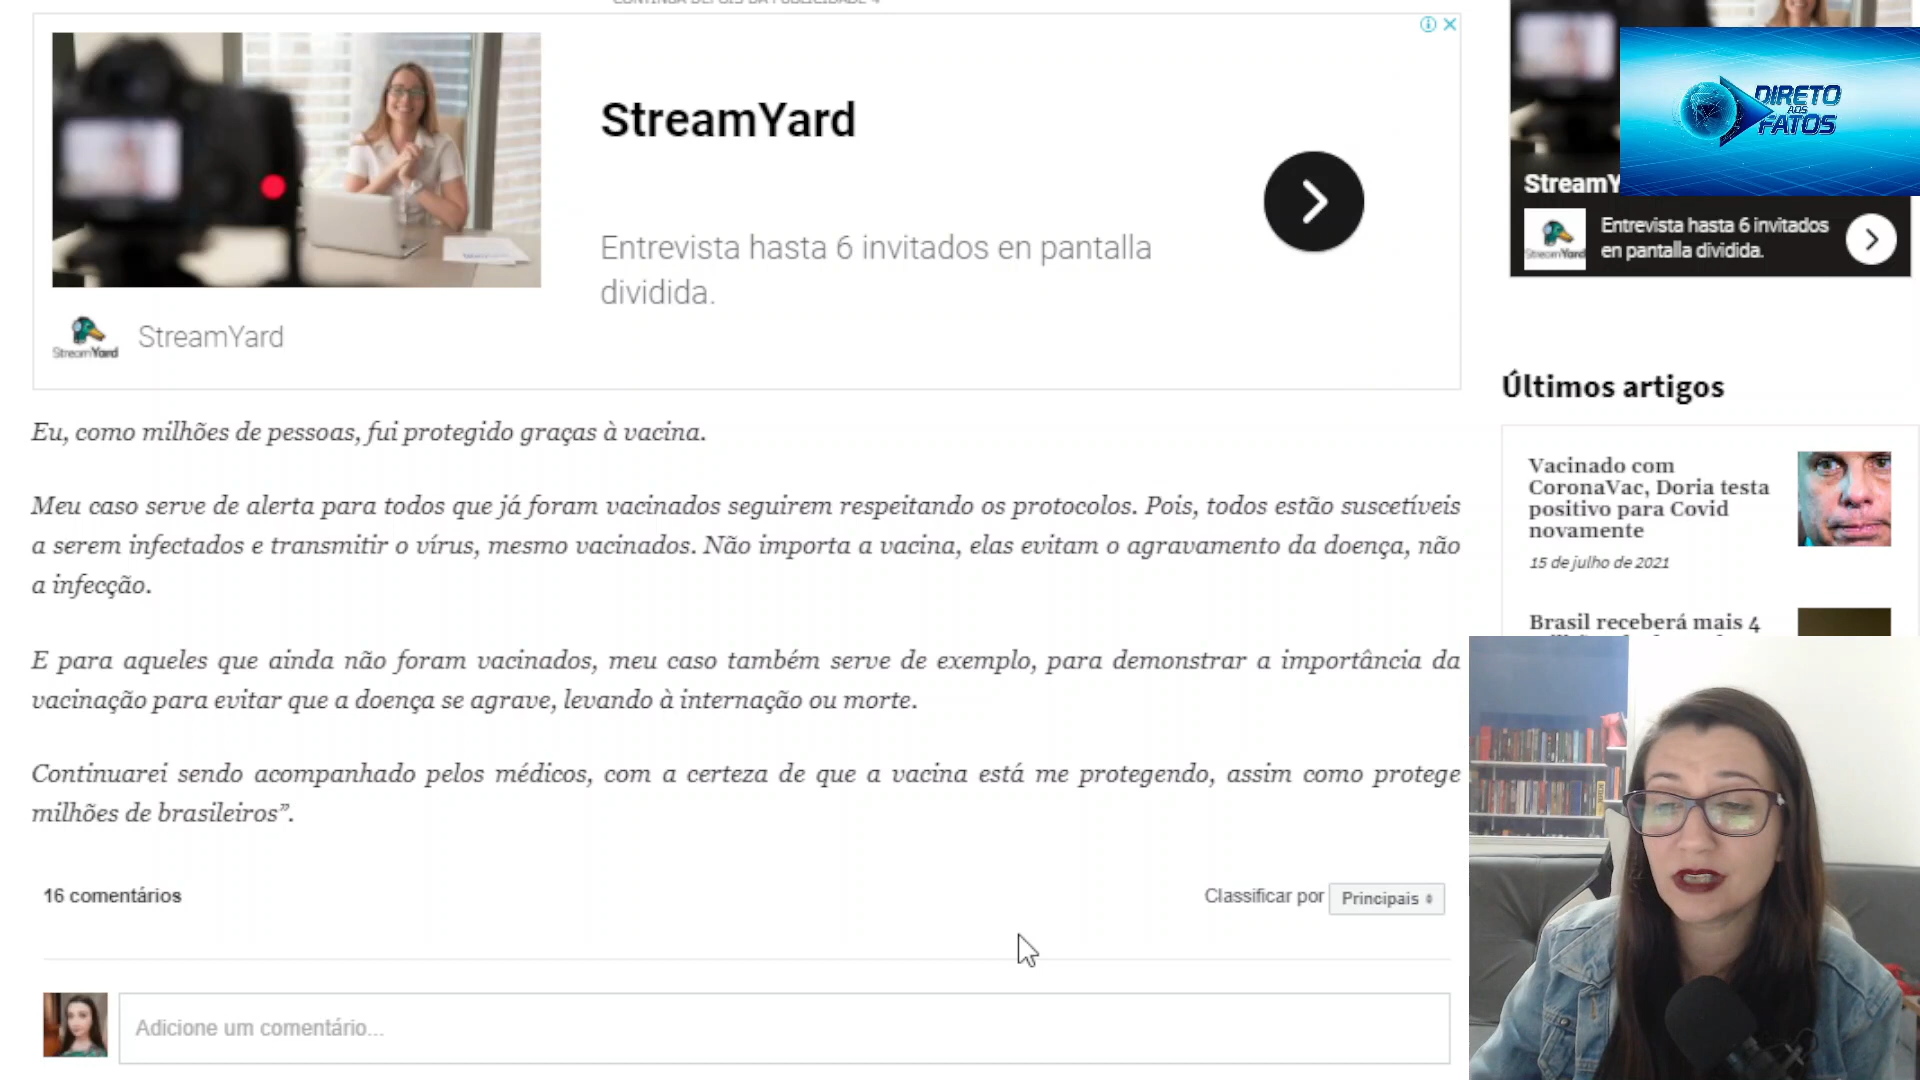 StreamYard
Entrevista hasta 6 invitados en pantalla
dividida.
StreamYard
StreamYard
Eu, como milhões de pessoas, fui protegido graças à vacina.
Meu caso serve de alerta para todos que já foram vacinados seguirem respeitando os protocolos. Pois, todos estão suscetíveis
a serem infectados e transmitir o vírus, mesmo vacinados. Não importa a vacina, elas evitam o agravamento da doença, não
a infecção.
E para aqueles que ainda não foram vacinados, meu caso também serve de exemplo, para demonstrar a importância da
vacinação para evitar que a doença se agrave, levando à internação ou morte.
Continuarei sendo acompanhado pelos médicos, com a certeza de que a vacina está me protegendo, assim como protege
milhões de brasileiros”.
16 comentários
Classificar por Principais
Adicione um comentário...
DIRETO
AOS
FATOS
StreamY
StreamYard
Entrevista hasta 6 invitados
en pantalla dividida.
Últimos artigos
Vacinado com
CoronaVac, Doria testa
positivo para Covid
novamente
15 de julho de 2021
Brasil receberá mais 4